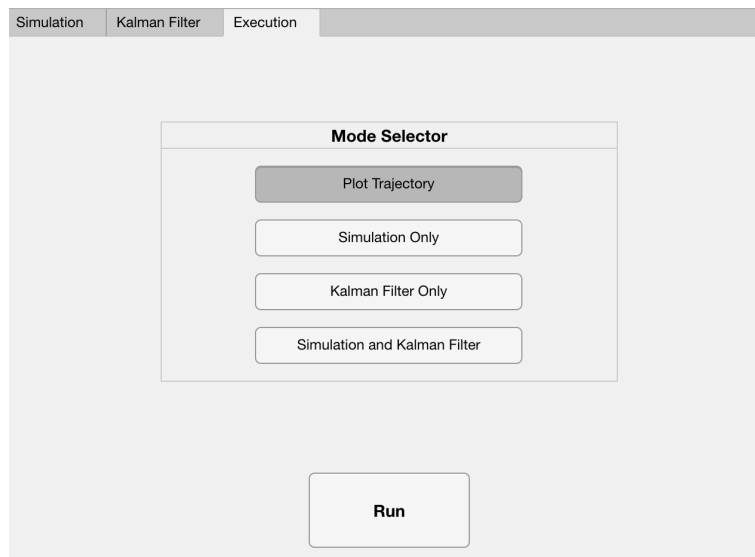 Simulation Kalman Filter Execution
Mode Selector
Plot Trajectory
Simulation Only
Kalman Filter Only
Simulation and Kalman Filter
Run